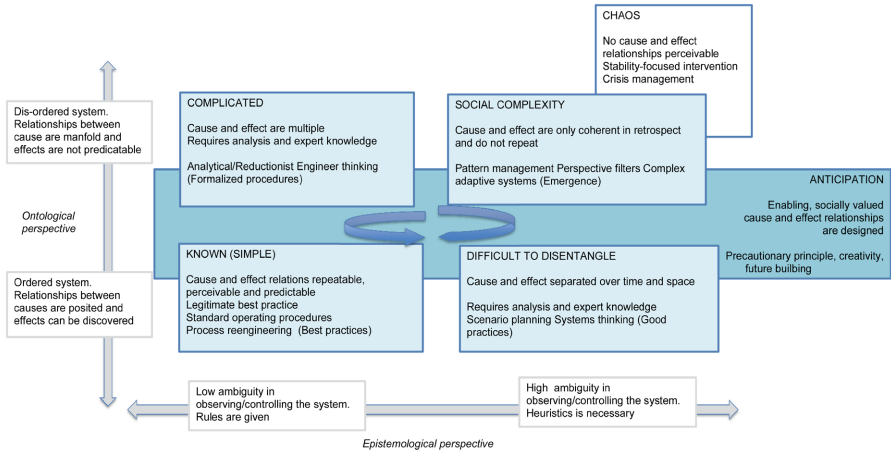 CHAOS
No cause and effect
relationships perceivable
Stability-focused intervention
Crisis management
Dis-ordered system.
Relationships between
cause are manfold and
effects are not predicatable
COMPLICATED
Cause and effect are multiple
Requires analysis and expert knowledge
Analytical/Reductionist Engineer thinking
(Formalized procedures)
SOCIAL COMPLEXITY
Cause and effect are only coherent in retrospect
and do not repeat
Pattern management Perspective filters Complex
adaptive systems (Emergence)
ANTICIPATION
Enabling, socially valued
cause and effect relationships
are designed
Precautionary principle, creativity,
future builbing
Ontological
perspective
Ordered system.
Relationships between
causes are posited and
effects can be discovered
KNOWN (SIMPLE)
Cause and effect relations repeatable,
perceivable and predictable
Legitimate best practice
Standard operating procedures
Process reengineering (Best practices)
DIFFICULT TO DISENTANGLE
Cause and effect separated over time and space
Requires analysis and expert knowledge
Scenario planning Systems thinking (Good
practices)
Low ambiguity in
observing/controlling the system.
Rules are given
High ambiguity in
observing/controlling the system.
Heuristics is necessary
Epistemological perspective